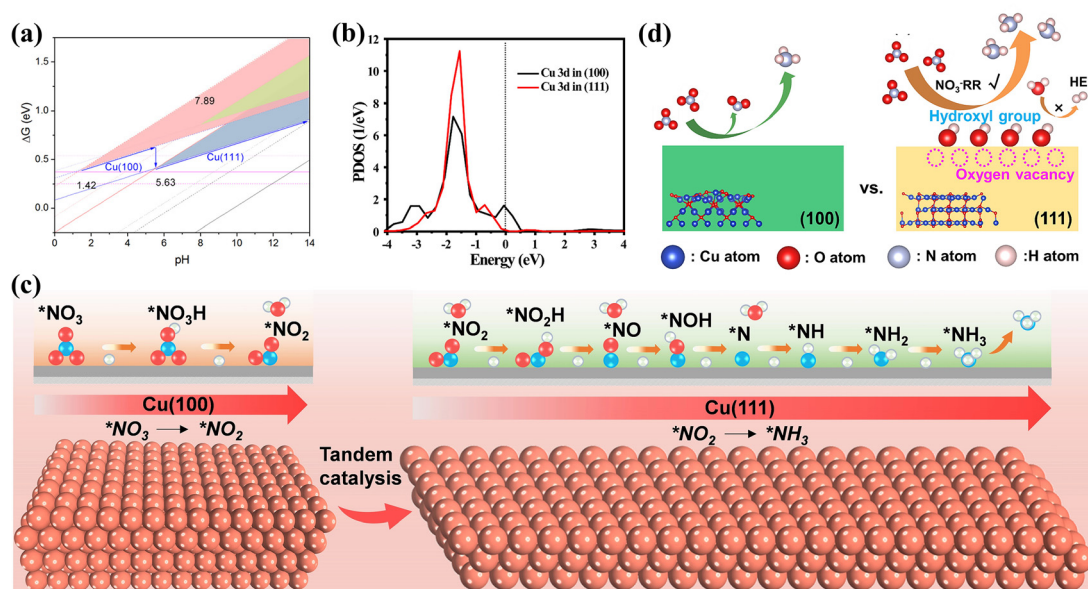 (a)
ΔG (eV)
1.5
1.0
0.5
0.0
7.89
Cu(100)
Cu(111)
1.42
5.63
0 2 4 6 8 10 12 14
pH
(b)
PDOS (1/eV)
12
10
8
6
4
2
0
Cu 3d in (100)
Cu 3d in (111)
-4 -3 -2 -1 0 1 2 3 4
Energy (eV)
(d)
NO₃⁻RR √
HE
×
Hydroxyl group
Oxygen vacancy
(100)
vs.
(111)
: Cu atom : O atom : N atom :H atom
(c)
*NO₃
*NO₃H
*NO₂
Cu(100)
*NO₃ → *NO₂
Tandem
catalysis
*NO₂
*NO₂H
*NO
*NOH
*N
*NH
*NH₂
*NH₃
Cu(111)
*NO₂ → *NH₃